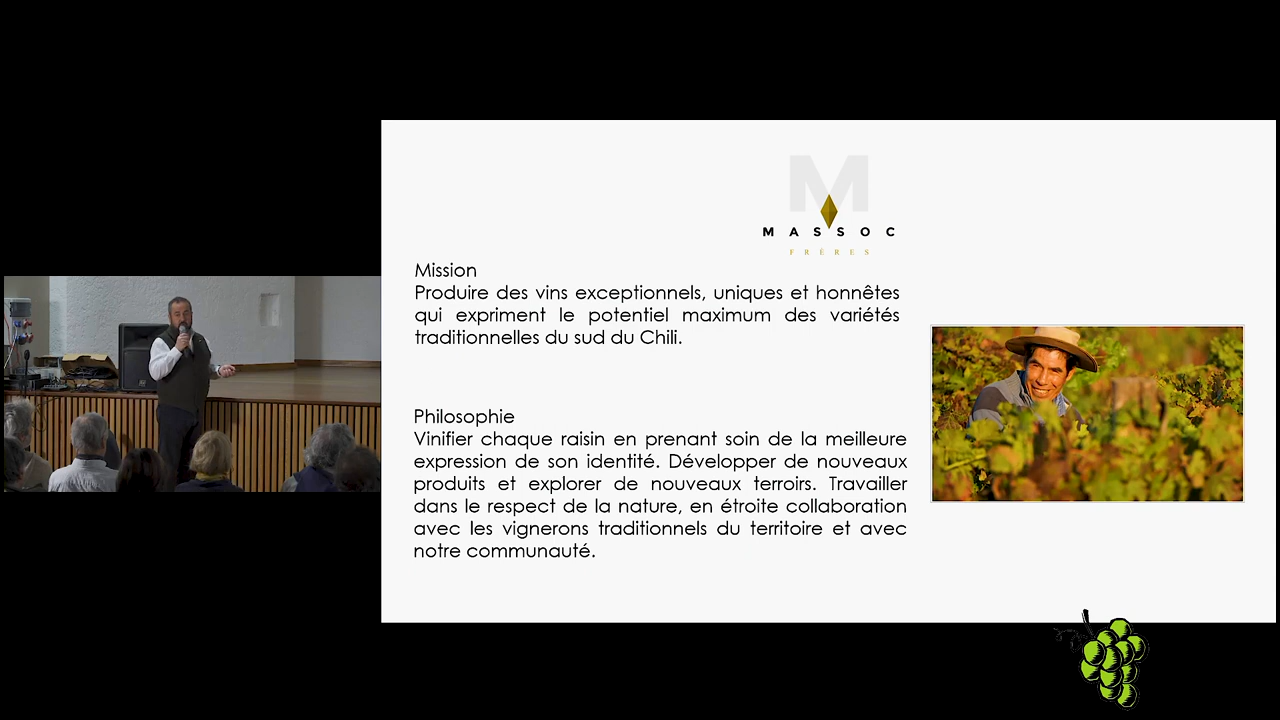 M
MASSOC
FRÈRES
Mission
Produire des vins exceptionnels, uniques et honnêtes
qui expriment le potentiel maximum des variétés
traditionnelles du sud du Chili.
Philosophie
Vinifier chaque raisin en prenant soin de la meilleure
expression de son identité. Développer de nouveaux
produits et explorer de nouveaux terroirs. Travailler
dans le respect de la nature, en étroite collaboration
avec les vignerons traditionnels du territoire et avec
notre communauté.